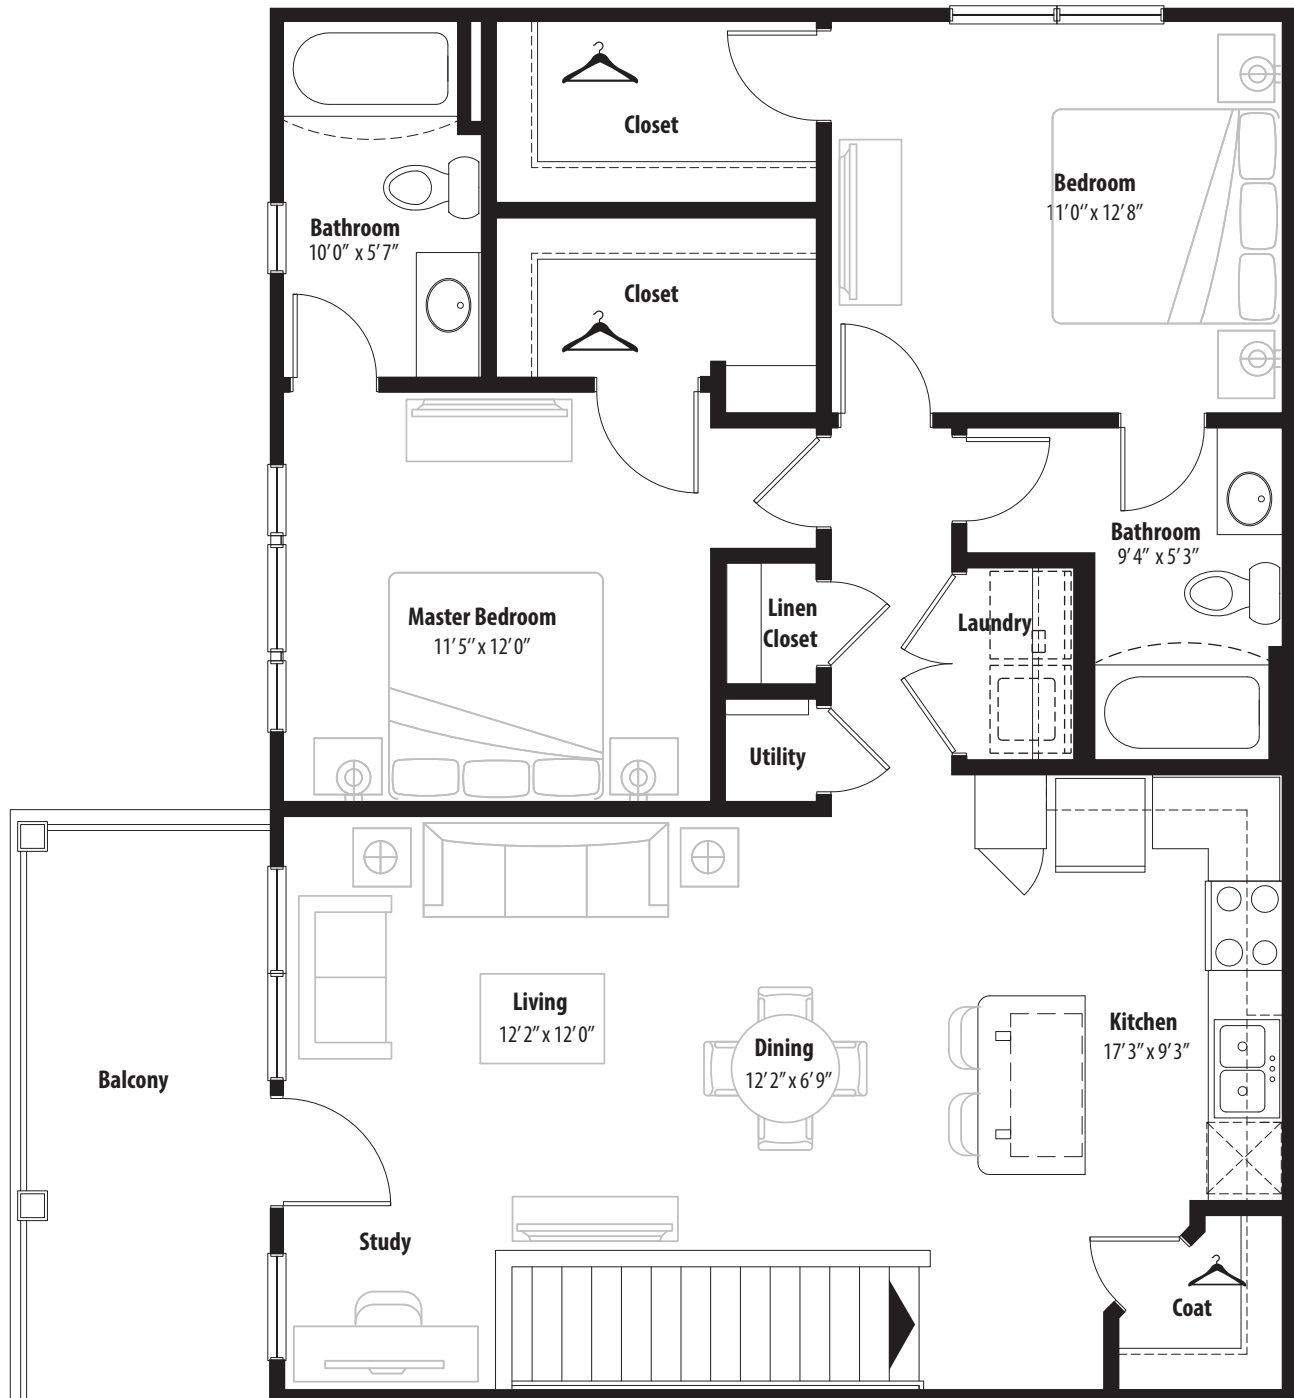 Closet
Bedroom
11'0" x 12'8"
Bathroom
10'0" x 5'7"
Closet
Bathroom
9'4" x 5'3"
Master Bedroom
11'5" x 12'0"
Linen
Closet
Laundry
Utility
Living
12'2" x 12'0"
Dining
12'2" x 6'9"
Kitchen
17'3" x 9'3"
Balcony
Study
Coat